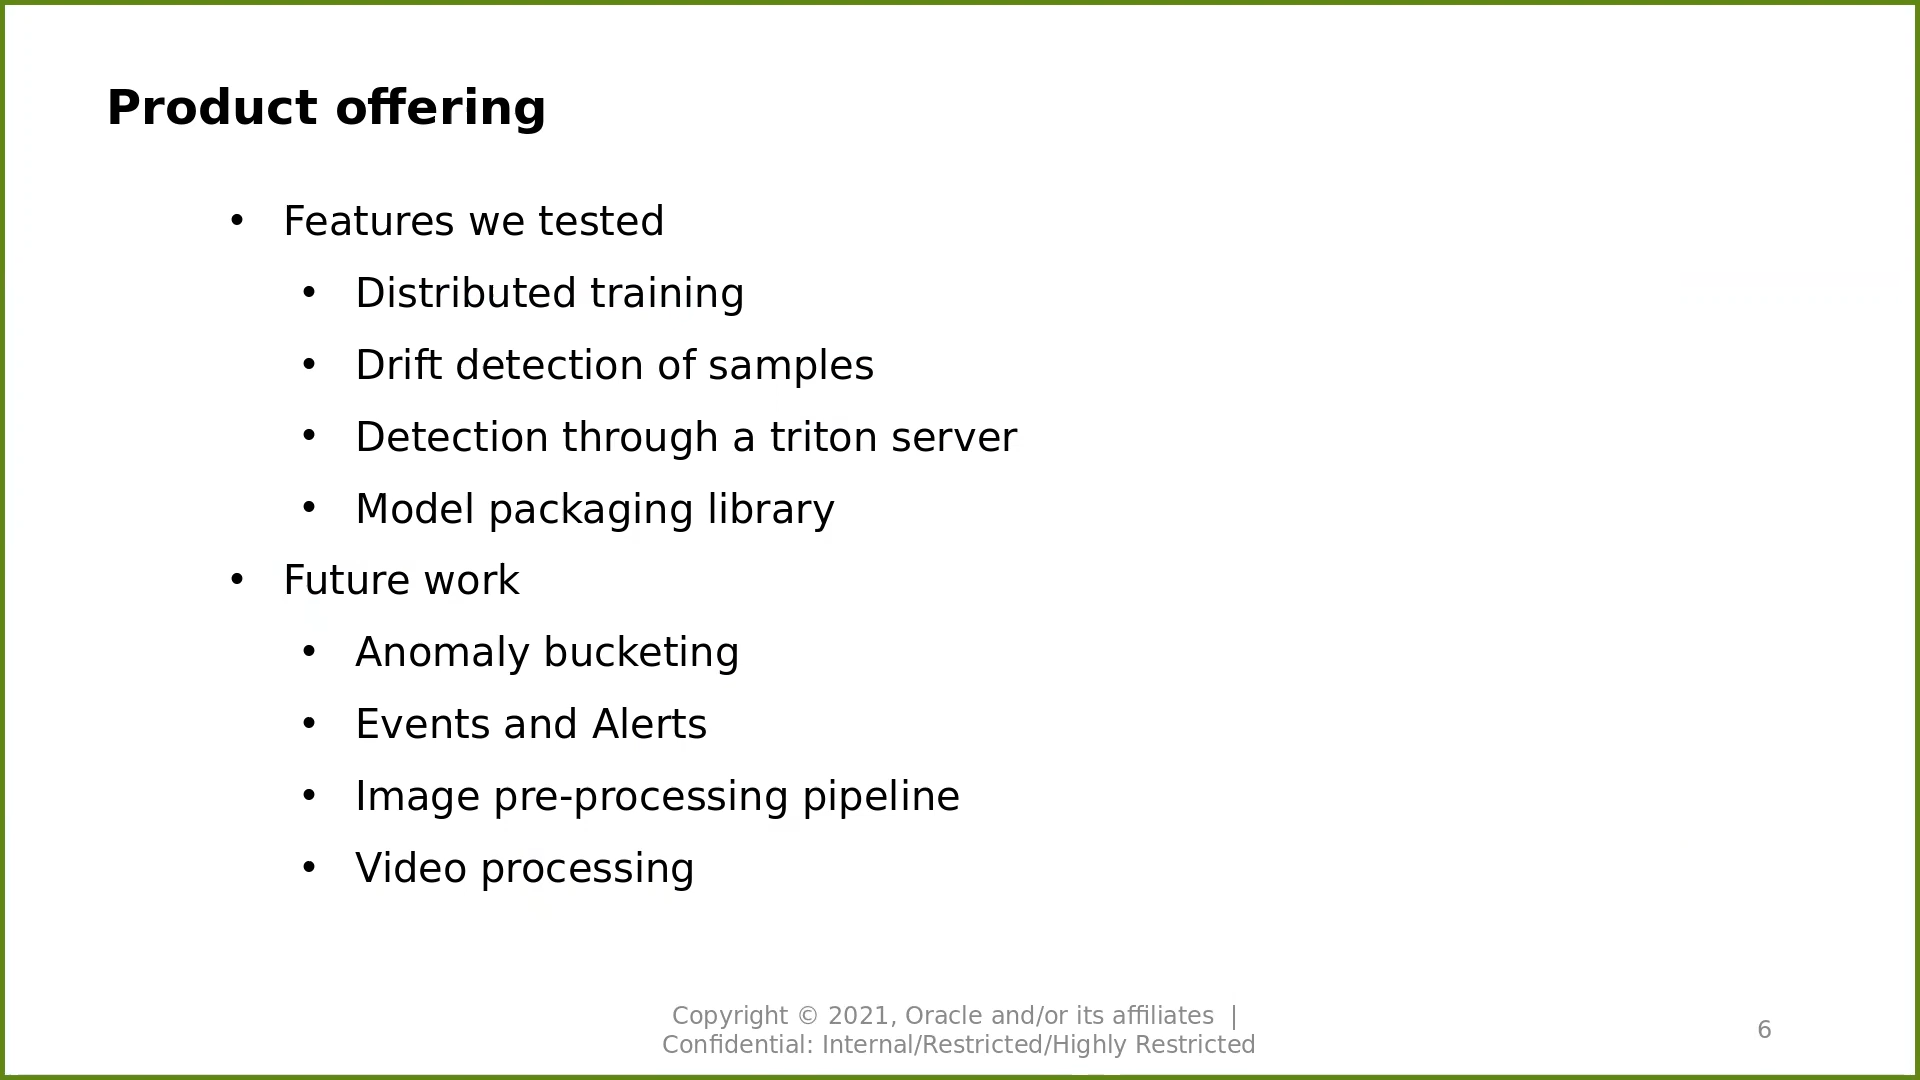 Product offering
• Features we tested
• Distributed training
• Drift detection of samples
• Detection through a triton server
• Model packaging library
• Future work
• Anomaly bucketing
• Events and Alerts
• Image pre-processing pipeline
• Video processing
Copyright © 2021, Oracle and/or its affiliates |
Confidential: Internal/Restricted/Highly Restricted
6